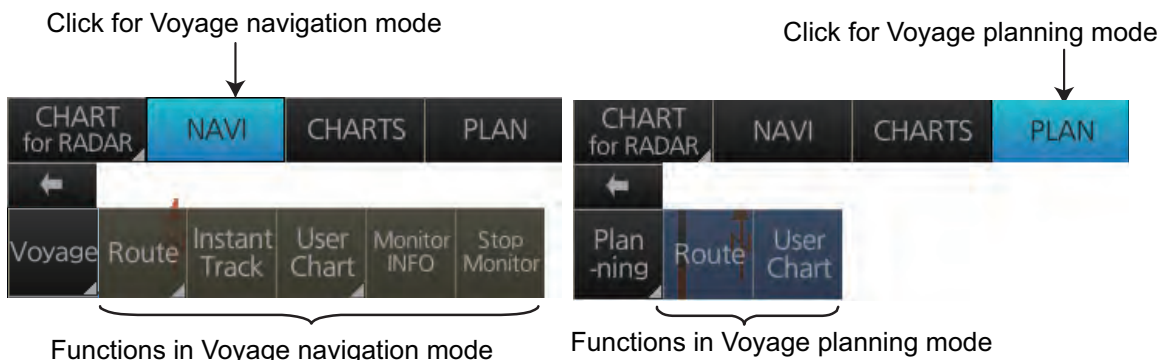 Click for Voyage navigation mode
Click for Voyage planning mode
CHART
for RADAR
NAVI
CHARTS
PLAN
Voyage
Route
Instant
Track
User
Chart
Monitor
INFO
Stop
Monitor
Functions in Voyage navigation mode
CHART
for RADAR
NAVI
CHARTS
PLAN
Plan
-ning
Route
User
Chart
Functions in Voyage planning mode